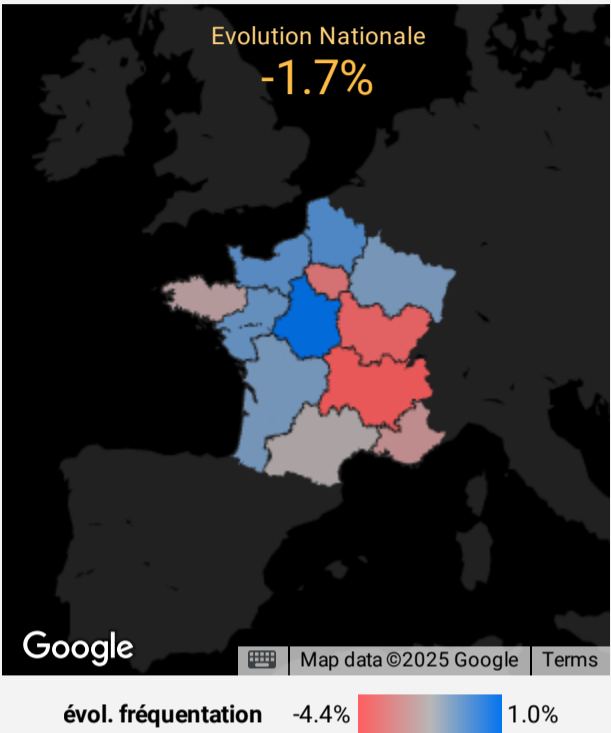 Evolution Nationale
-1.7%
Google
Map data ©2025 Google
Terms
évol. fréquentation -4.4% 1.0%